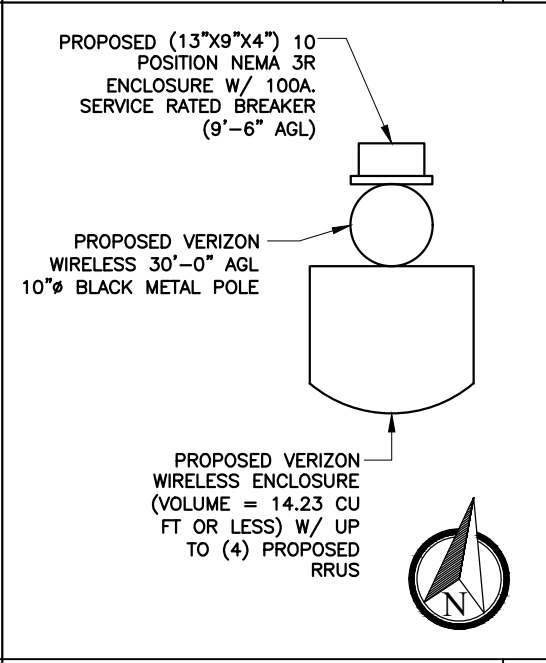 PROPOSED (13"X9"X4") 10
POSITION NEMA 3R
ENCLOSURE W/ 100A.
SERVICE RATED BREAKER
(9'-6" AGL)
PROPOSED VERIZON
WIRELESS 30'-0" AGL
10"ø BLACK METAL POLE
PROPOSED VERIZON
WIRELESS ENCLOSURE
(VOLUME = 14.23 CU
FT OR LESS) W/ UP
TO (4) PROPOSED
RRUS
N